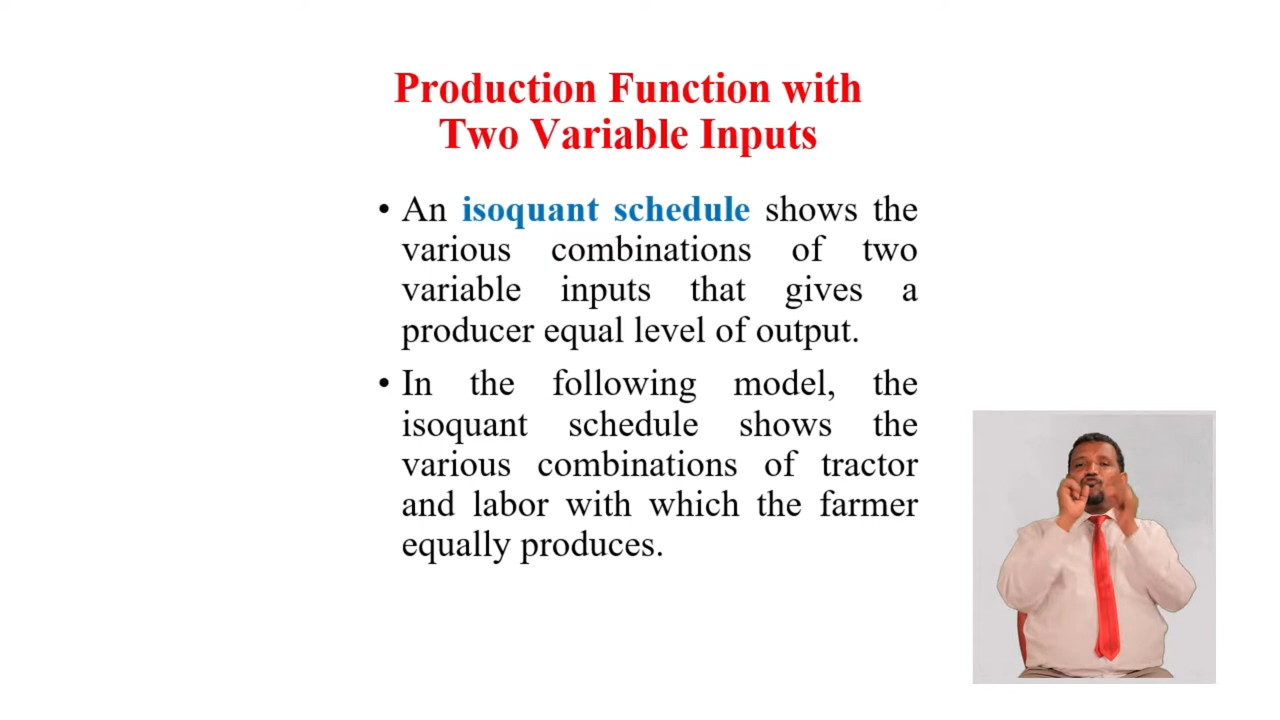 Production Function with
Two Variable Inputs
• An isoquant schedule shows the
various combinations of two
variable inputs that gives a
producer equal level of output.
• In the following model, the
isoquant schedule shows the
various combinations of tractor
and labor with which the farmer
equally produces.